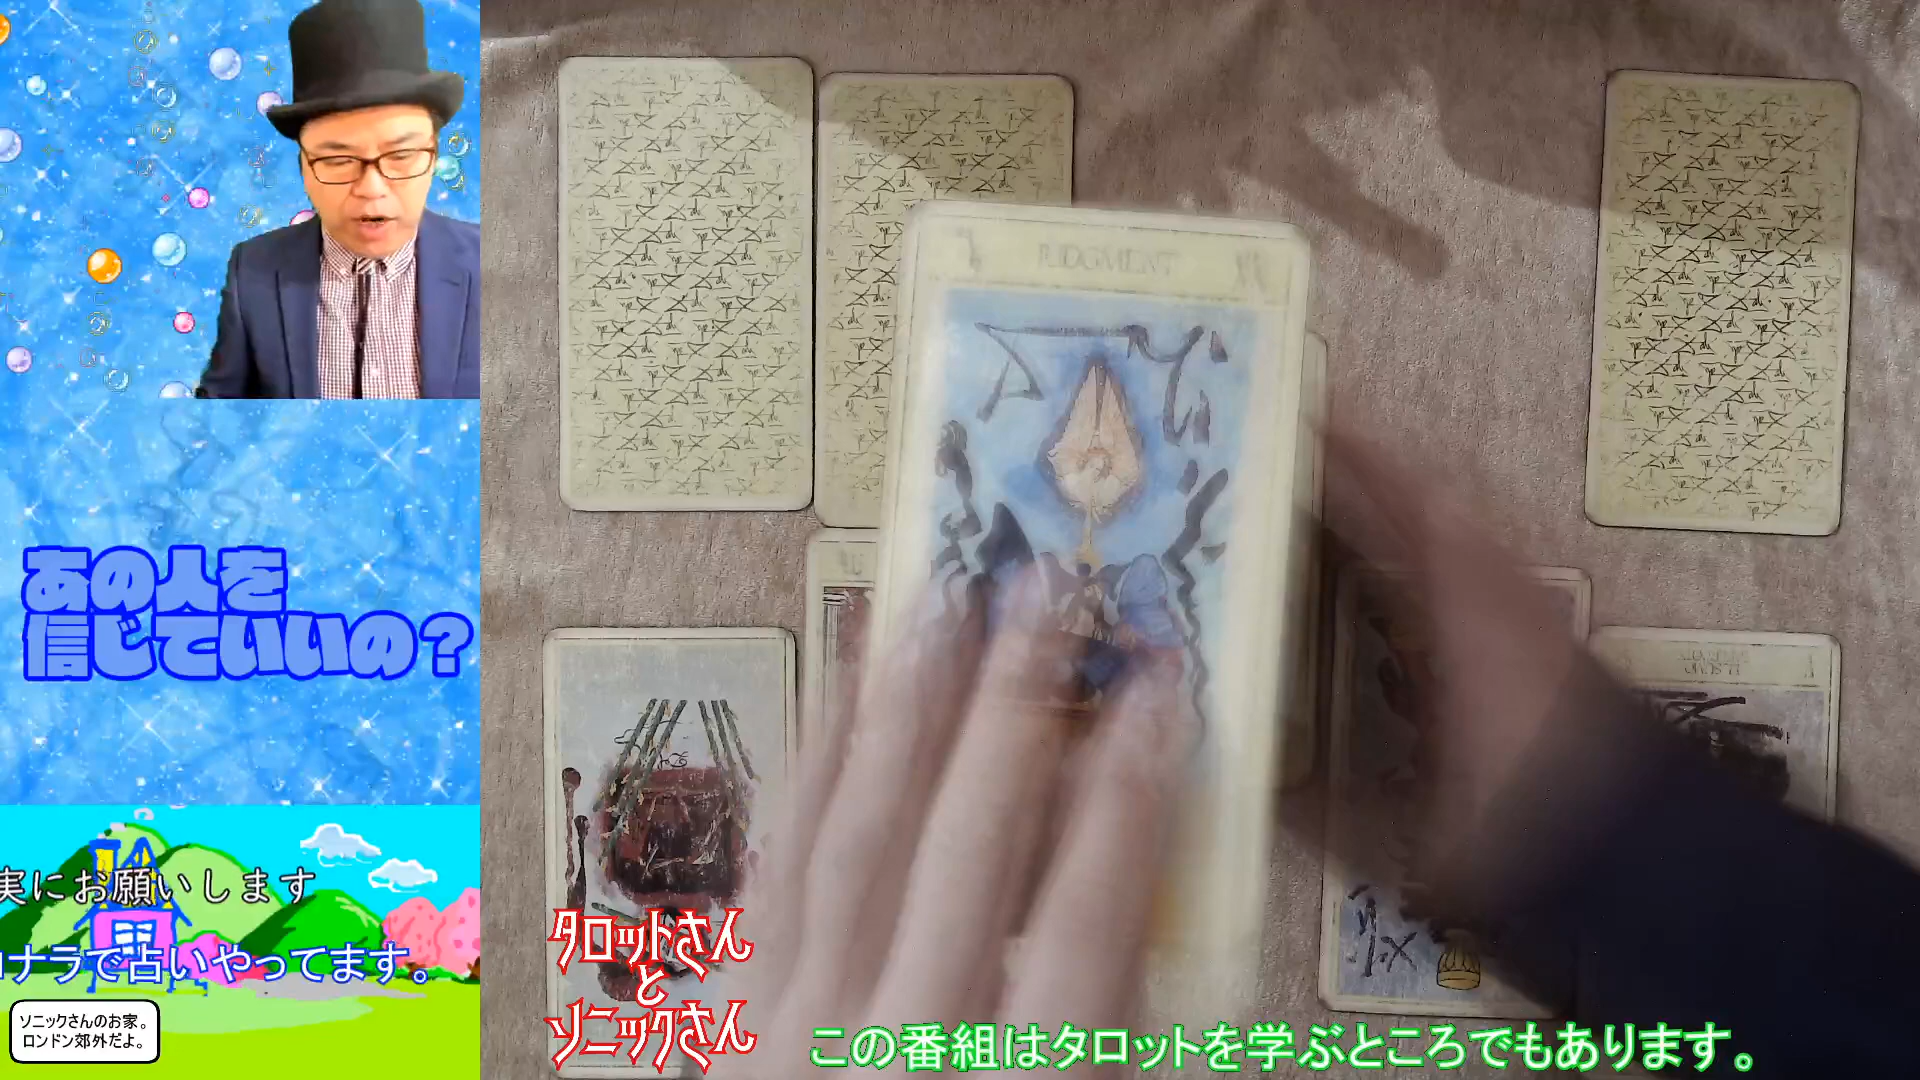 JUDGMENT
XX
あの人を
信じていいの？
実にお願いします
ナラで占いやってます。
ソニックさんのお家。
ロンドン郊外だよ。
タロットさん
と
ソニックさん
この番組はタロットを学ぶところでもあります。